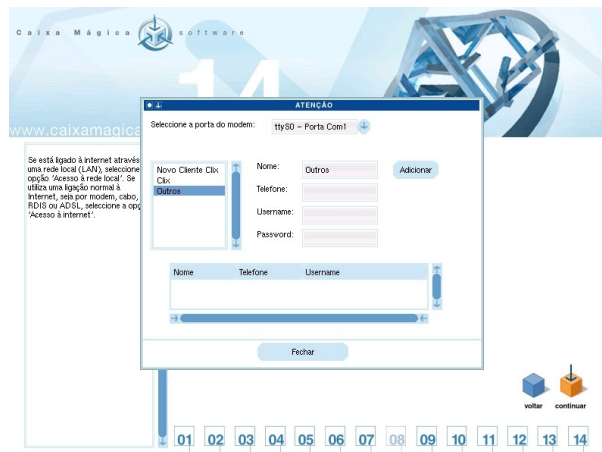 Caixa Mágica software
14
www.caixamagica
ATENÇÃO
Seleccione a porta do modem:
ttyS0 – Porta Com1
Se está ligado à internet através
uma rede local (LAN), seleccione
opção 'Acesso à rede local'. Se
utiliza uma ligação normal à
Internet, seja por modem, cabo,
RDIS ou ADSL, seleccione a opç
'Acesso à internet'.
Novo Cliente Clix
Clix
Outros
Nome:
Outros
Adicionar
Telefone:
Username:
Password:
Nome Telefone Username
Fechar
voltar continuar
01 02 03 04 05 06 07 08 09 10 11 12 13 14